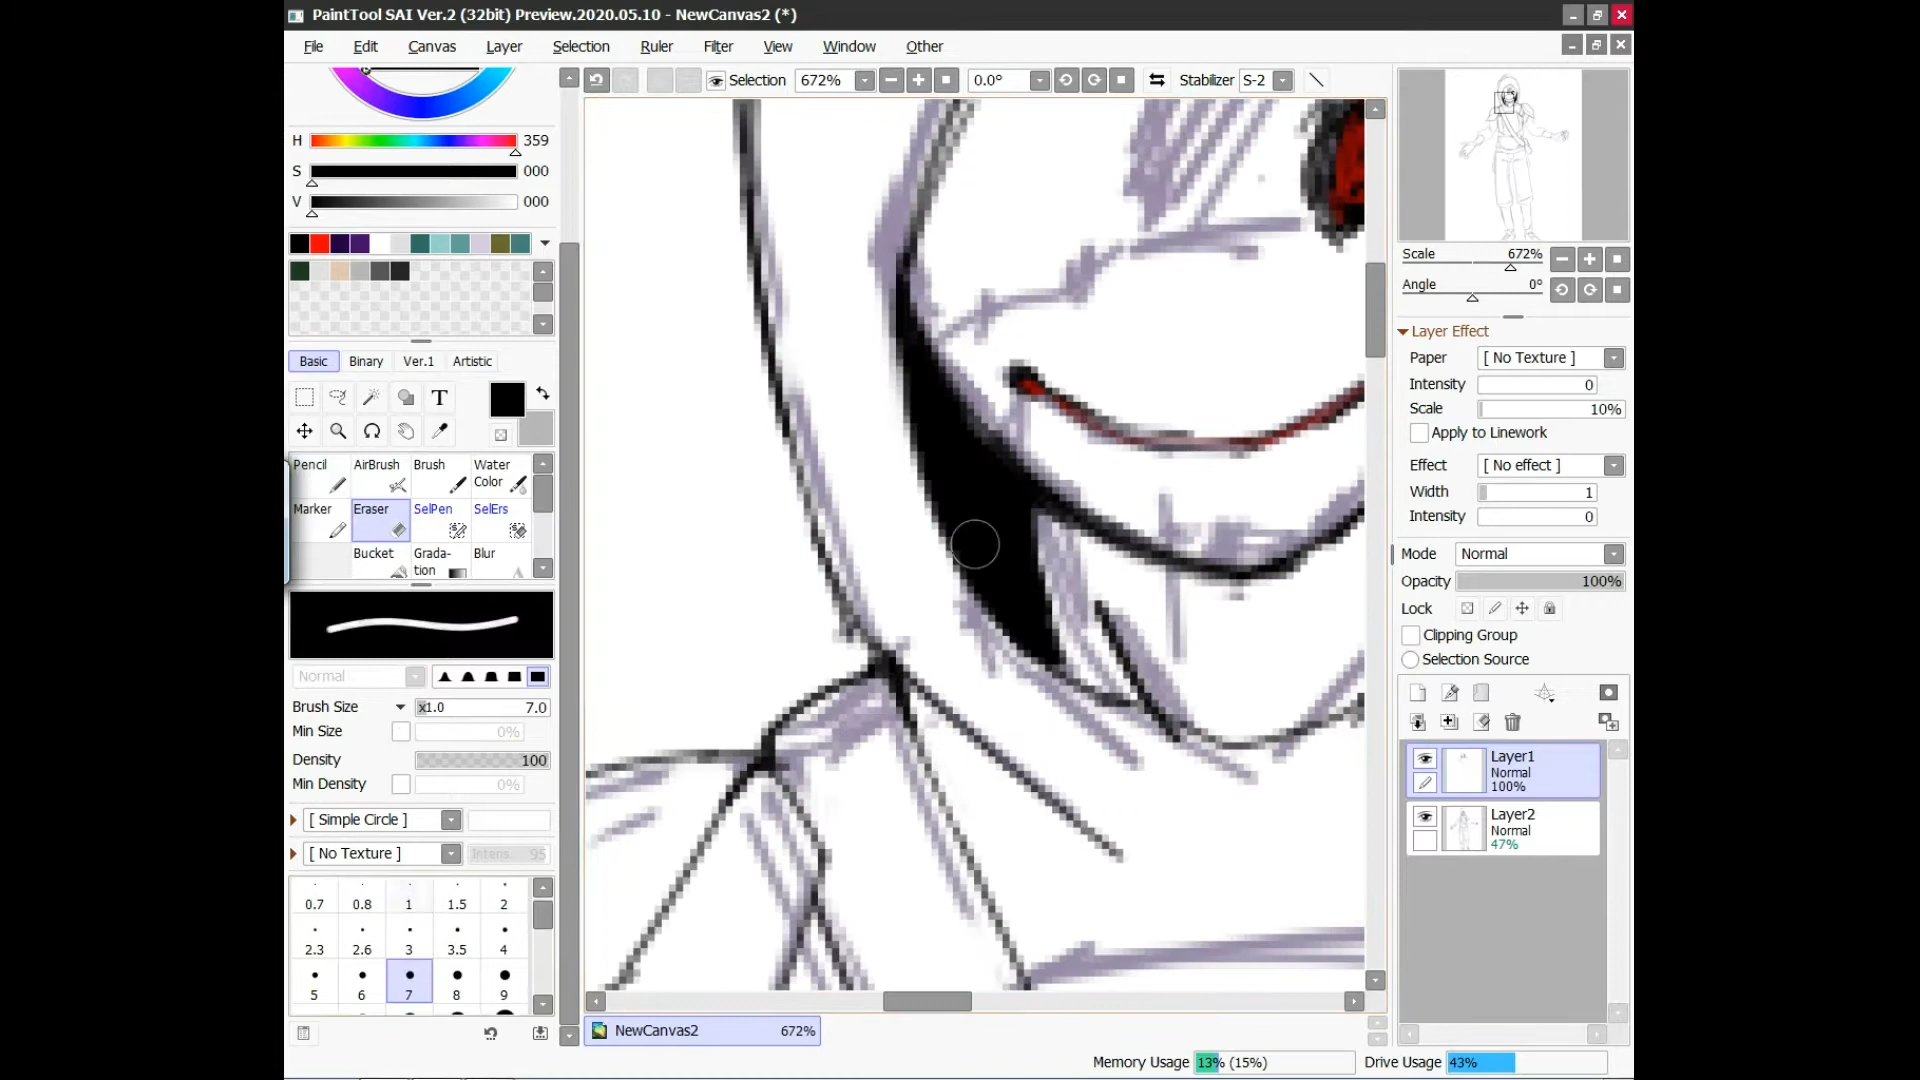 PaintTool SAI Ver.2 (32bit) Preview.2020.05.10 - NewCanvas2 (*)
File Edit Canvas Layer Selection Ruler Filter View Window Other
Selection 672% 0.0° Stabilizer S-2
H 359
S 000
V 000
Basic Binary Ver.1 Artistic
T
Pencil AirBrush Brush Water Color
Marker Eraser SelPen SelErs
Bucket Grada-tion Blur
Normal
Brush Size x1.0 7.0
Min Size 0%
Density 100
Min Density 0%
[ Simple Circle ]
[ No Texture ] Intens. 95
0.7 0.8 1 1.5 2
2.3 2.6 3 3.5 4
5 6 7 8 9
NewCanvas2 672%
Scale 672%
Angle 0°
Layer Effect
Paper [ No Texture ]
Intensity 0
Scale 10%
Apply to Linework
Effect [ No effect ]
Width 1
Intensity 0
Mode Normal
Opacity 100%
Lock
Clipping Group
Selection Source
Layer1
Normal
100%
Layer2
Normal
47%
Memory Usage 13% (15%) Drive Usage 43%